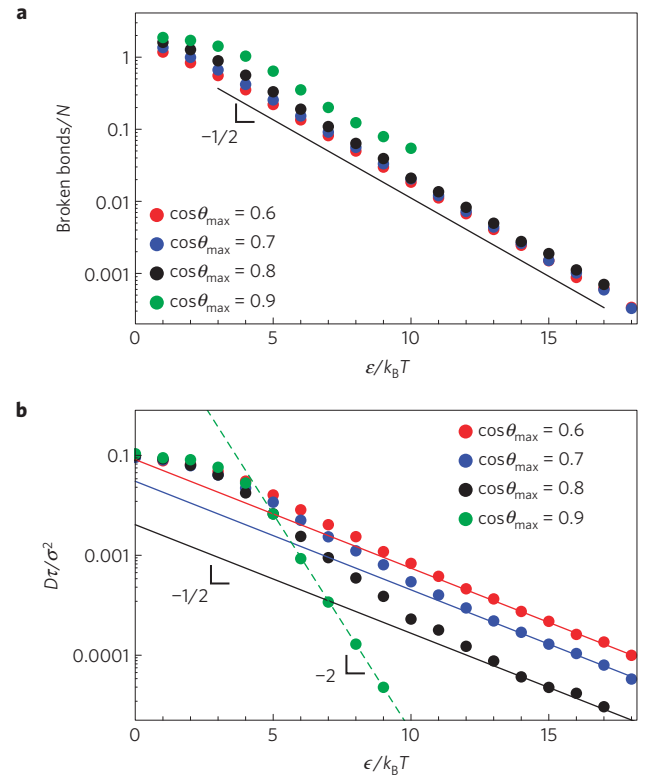 a
Broken bonds/N
1
0.1
0.01
0.001
−1/2
cosθmax = 0.6
cosθmax = 0.7
cosθmax = 0.8
cosθmax = 0.9
0 5 10 15
ε/kBT
b
Dτ/σ²
0.1
0.001
0.0001
cosθmax = 0.6
cosθmax = 0.7
cosθmax = 0.8
cosθmax = 0.9
−1/2
−2
0 5 10 15
ϵ/kBT